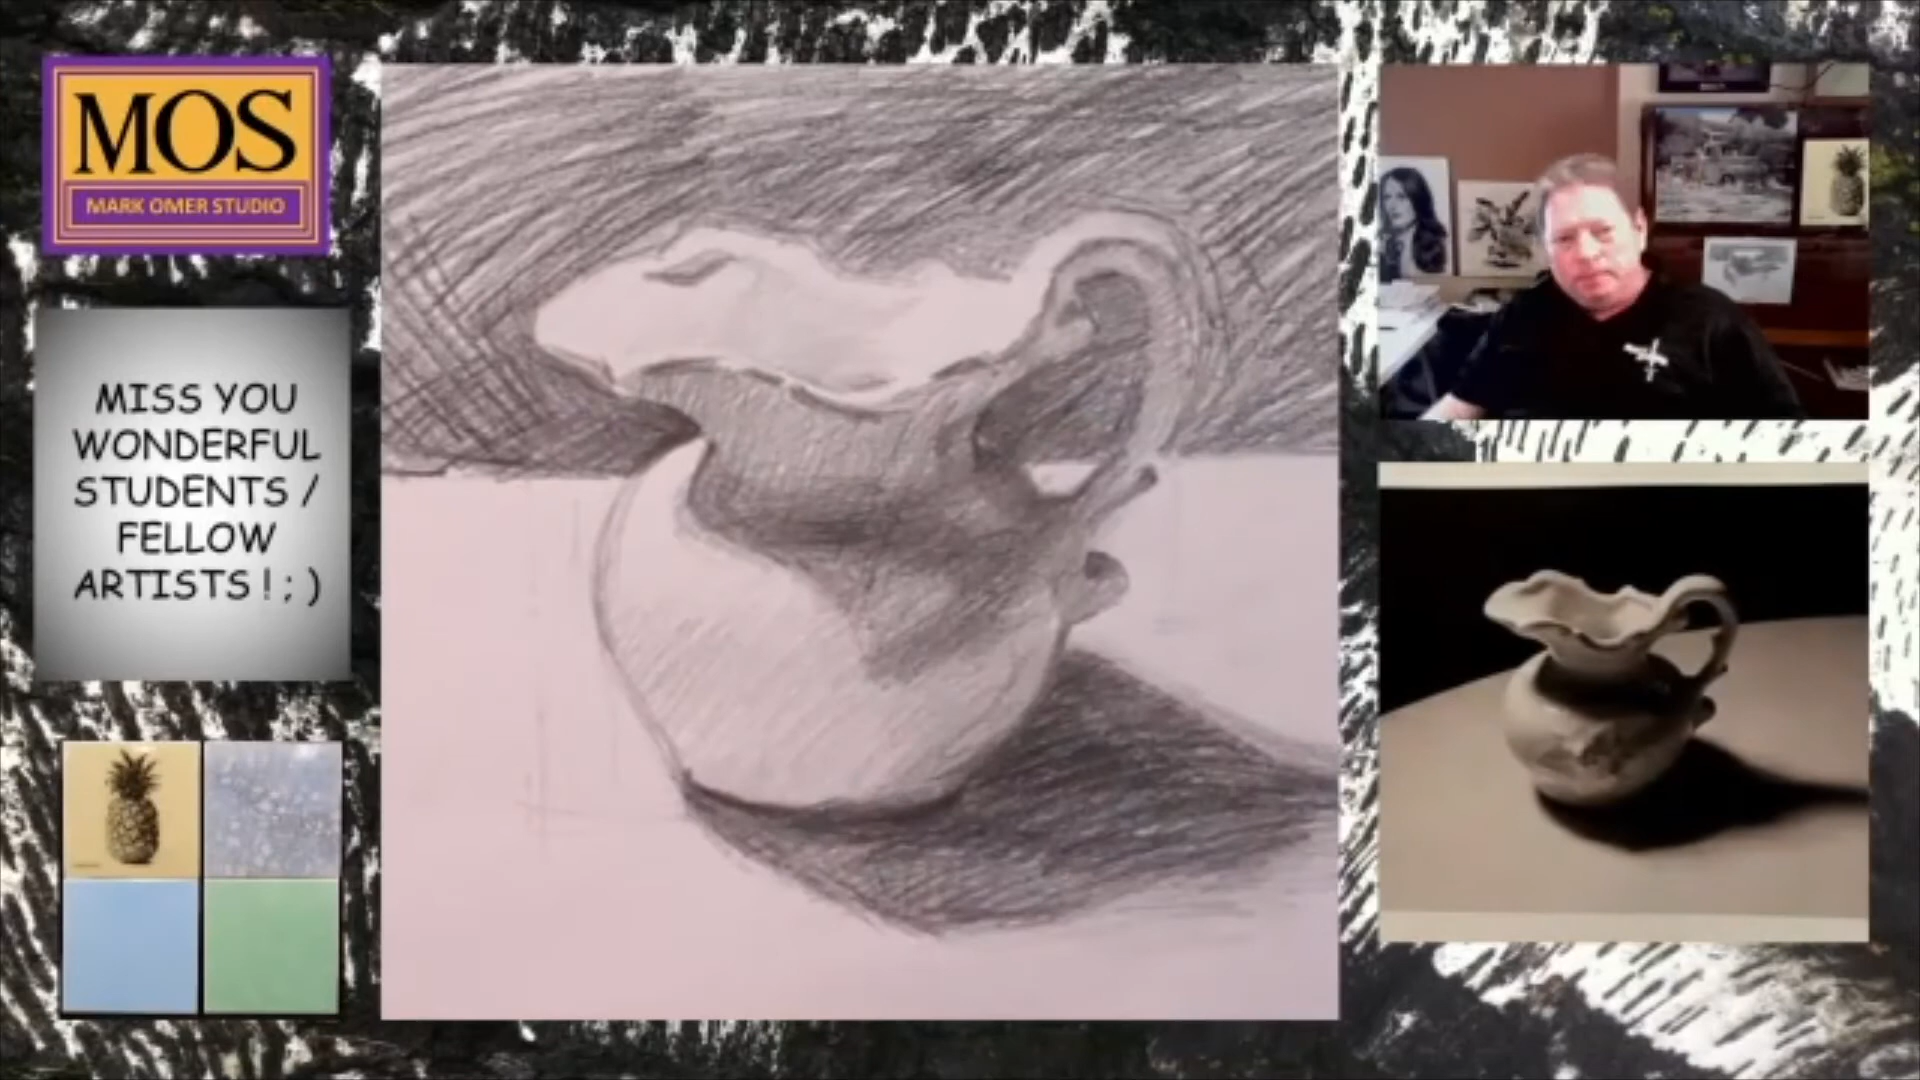 MOS
MARK OMER STUDIO
MISS YOU
WONDERFUL
STUDENTS /
FELLOW
ARTISTS ! ; )